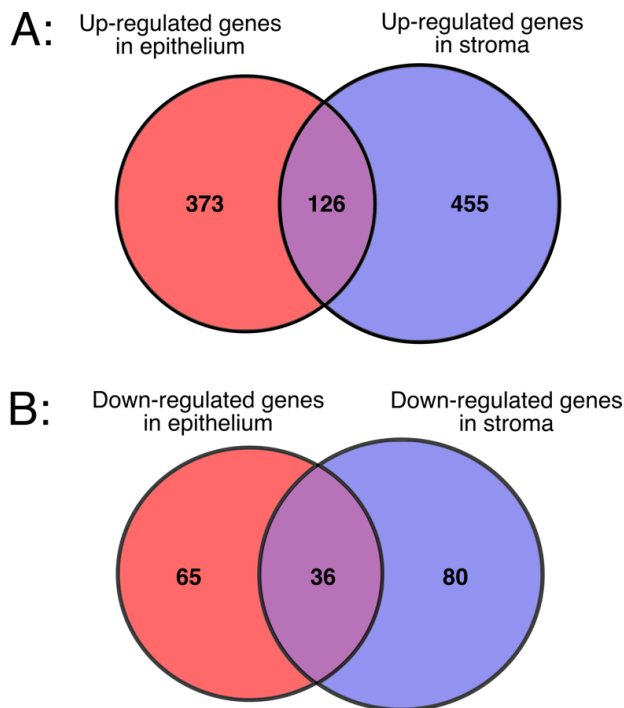 A:
Up-regulated genes
in epithelium
Up-regulated genes
in stroma
373
126
455
B:
Down-regulated genes
in epithelium
Down-regulated genes
in stroma
65
36
80